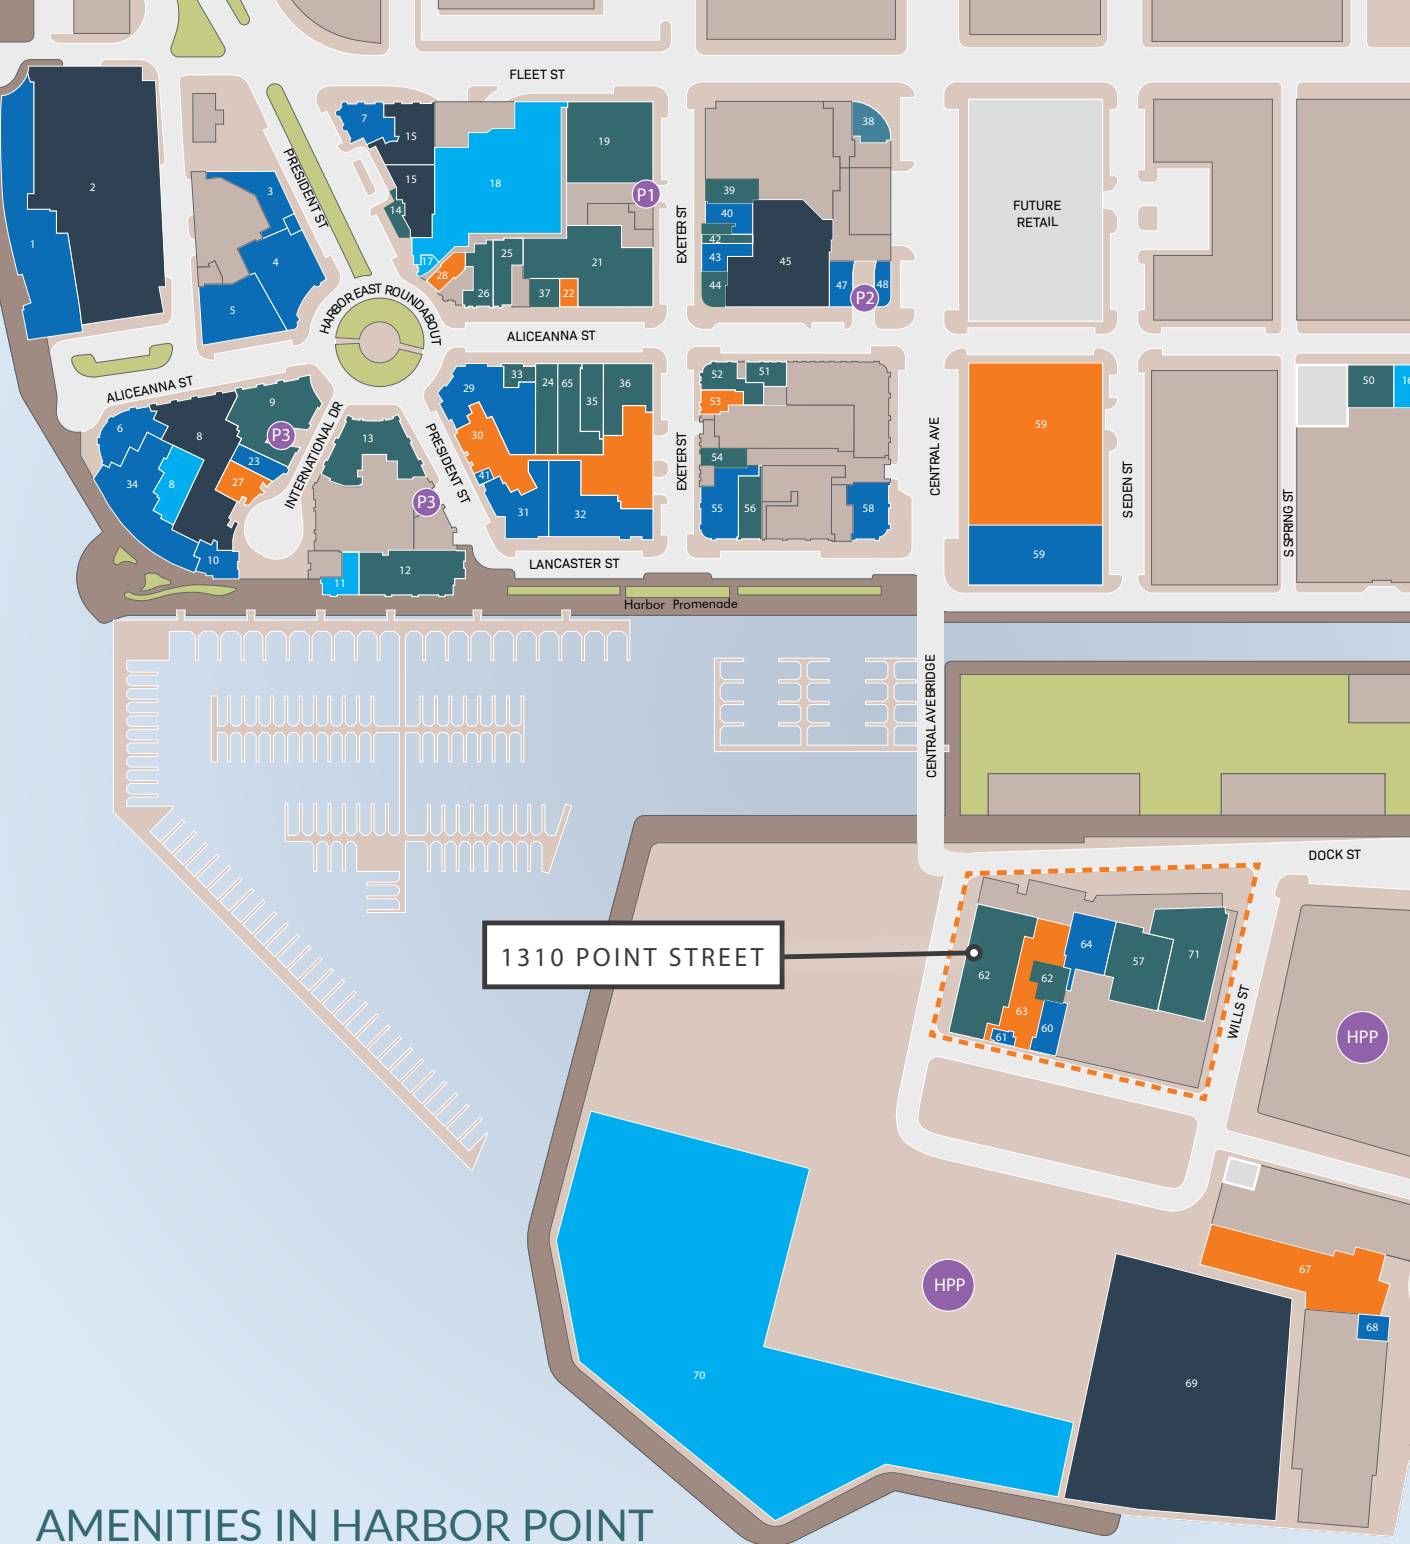 FLEET ST
7
15
19
38
2
PRESIDENT ST
3
15
18
P1
39
14
40
FUTURE
RETAIL
EXETER ST
42
1
25
43
45
4
17
28
21
44
47
48
26
37
22
P2
5
HARBOR EAST ROUNDABOUT
ALICEANNA ST
ALICEANNA ST
33
52
51
29
24
65
36
50
16
9
35
53
6
8
P3
13
30
59
INTERNATIONAL DR
PRESIDENT ST
EXETER ST
CENTRAL AVE
S EDEN ST
S SPRING ST
23
54
34
8
27
41
P3
31
32
55
56
58
10
59
LANCASTER ST
11
12
Harbor Promenade
CENTRAL AVE BRIDGE
DOCK ST
1310 POINT STREET
64
57
71
62
62
63
60
61
WILLS ST
HPP
67
HPP
68
70
69
AMENITIES IN HARBOR POINT